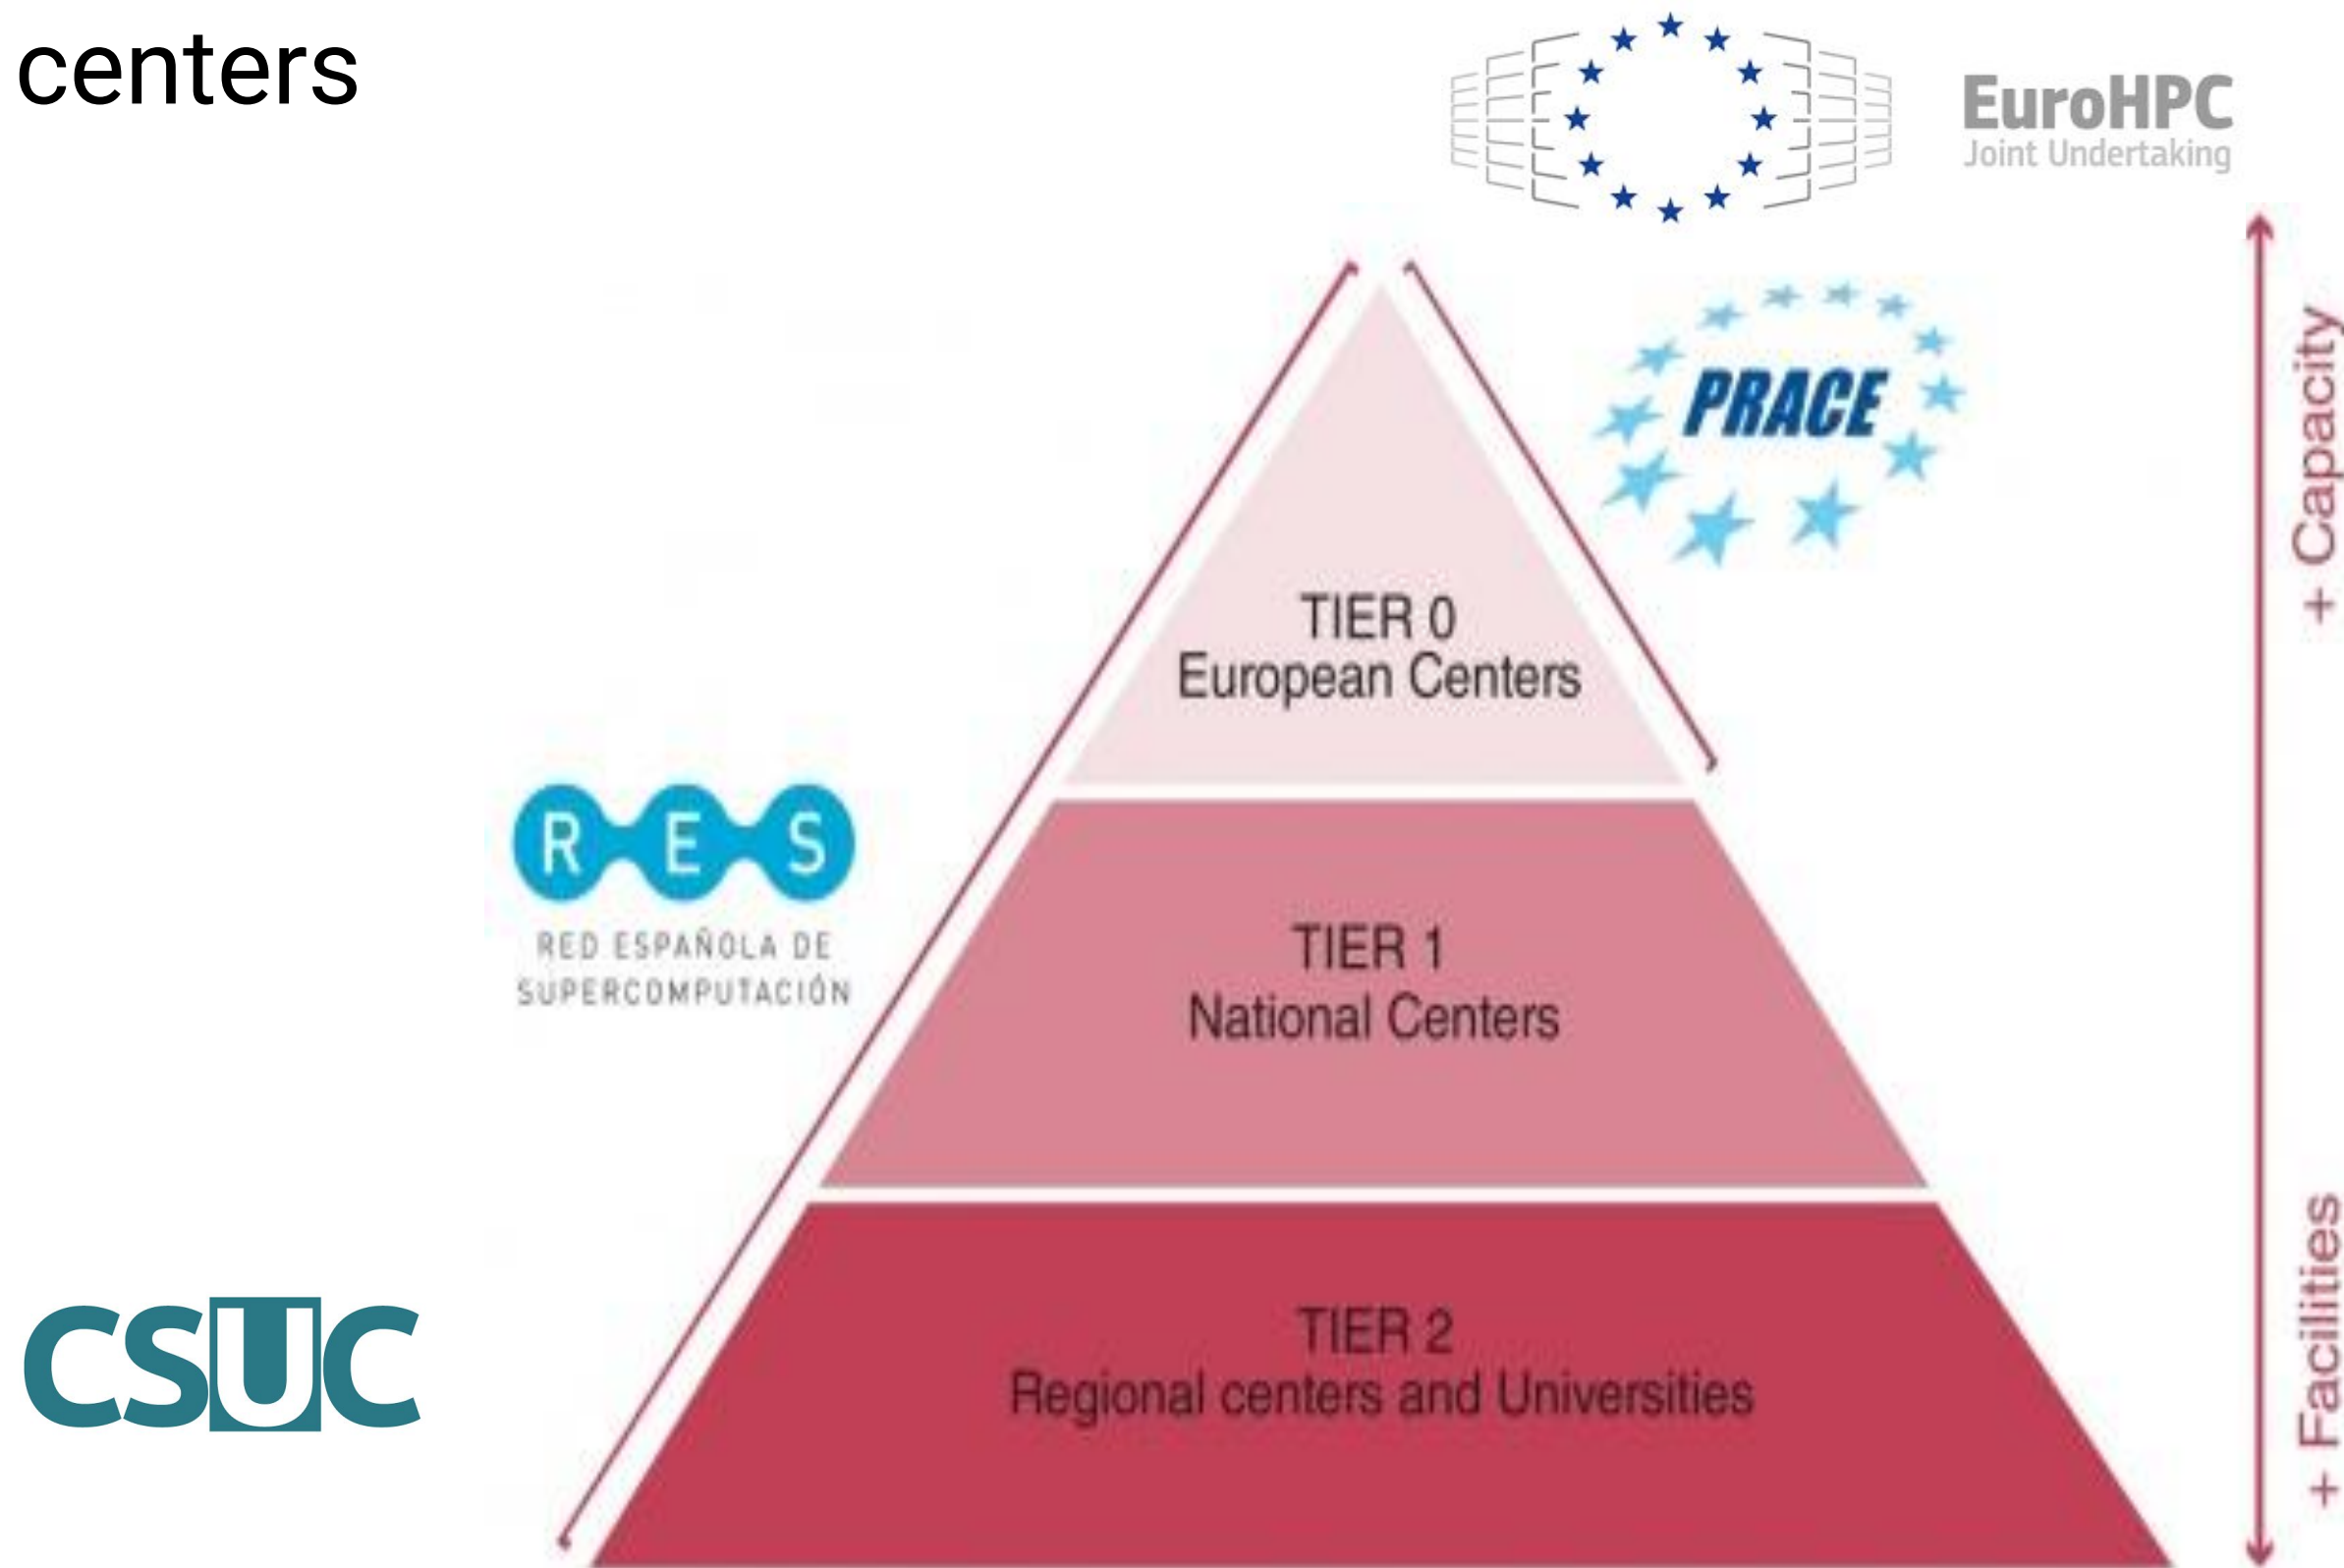 centers
EuroHPC
Joint Undertaking
PRACE
+ Capacity
TIER 0
European Centers
R E S
RED ESPAÑOLA DE
SUPERCOMPUTACIÓN
TIER 1
National Centers
CSUC
TIER 2
Regional centers and Universities
+ Facilities